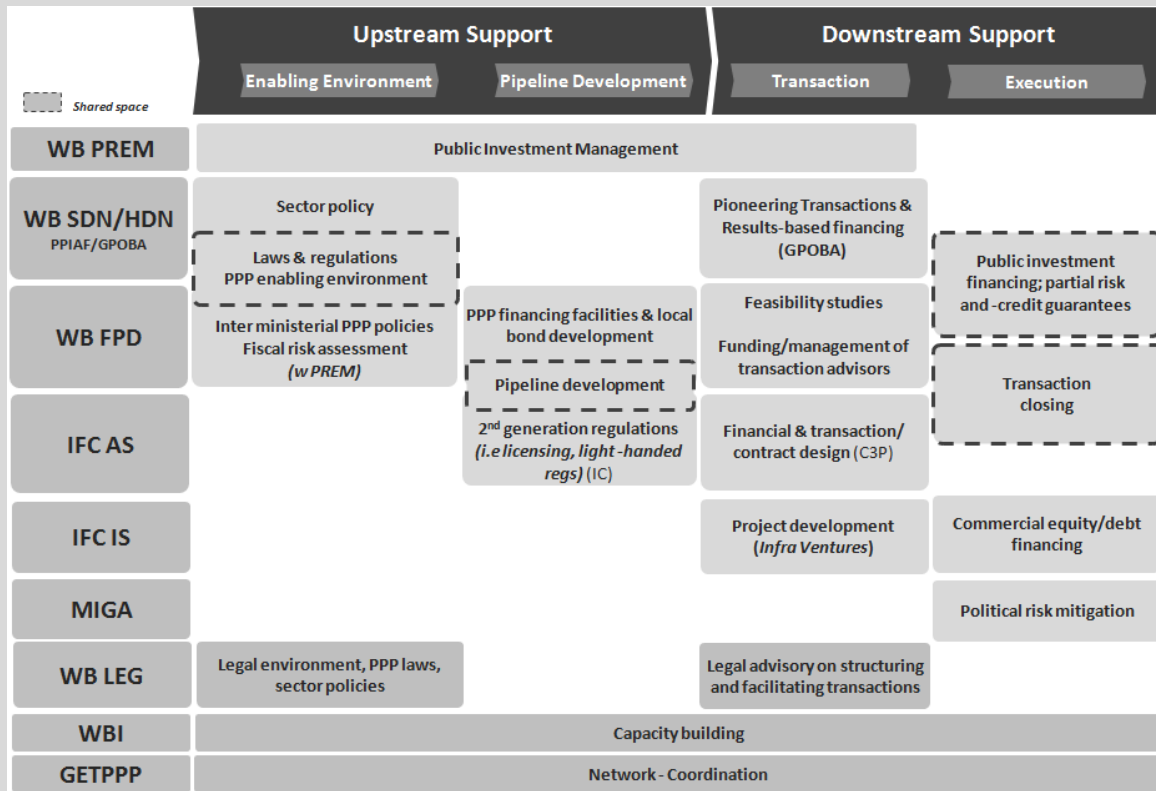 Upstream Support
Downstream Support
Enabling Environment
Pipeline Development
Transaction
Execution
Shared space
WB PREM
Public Investment Management
WB SDN/HDN
PPIAF/GPOBA
Sector policy
Laws & regulations
PPP enabling environment
Pioneering Transactions &
Results-based financing
(GPOBA)
Public investment
financing; partial risk
and -credit guarantees
WB FPD
Inter ministerial PPP policies
Fiscal risk assessment
(w PREM)
PPP financing facilities & local
bond development
Pipeline development
Feasibility studies
Funding/management of
transaction advisors
Transaction
closing
IFC AS
2nd generation regulations
(i.e licensing, light -handed
regs) (IC)
Financial & transaction/
contract design (C3P)
IFC IS
Project development
(Infra Ventures)
Commercial equity/debt
financing
MIGA
Political risk mitigation
WB LEG
Legal environment, PPP laws,
sector policies
Legal advisory on structuring
and facilitating transactions
WBI
Capacity building
GETPPP
Network - Coordination